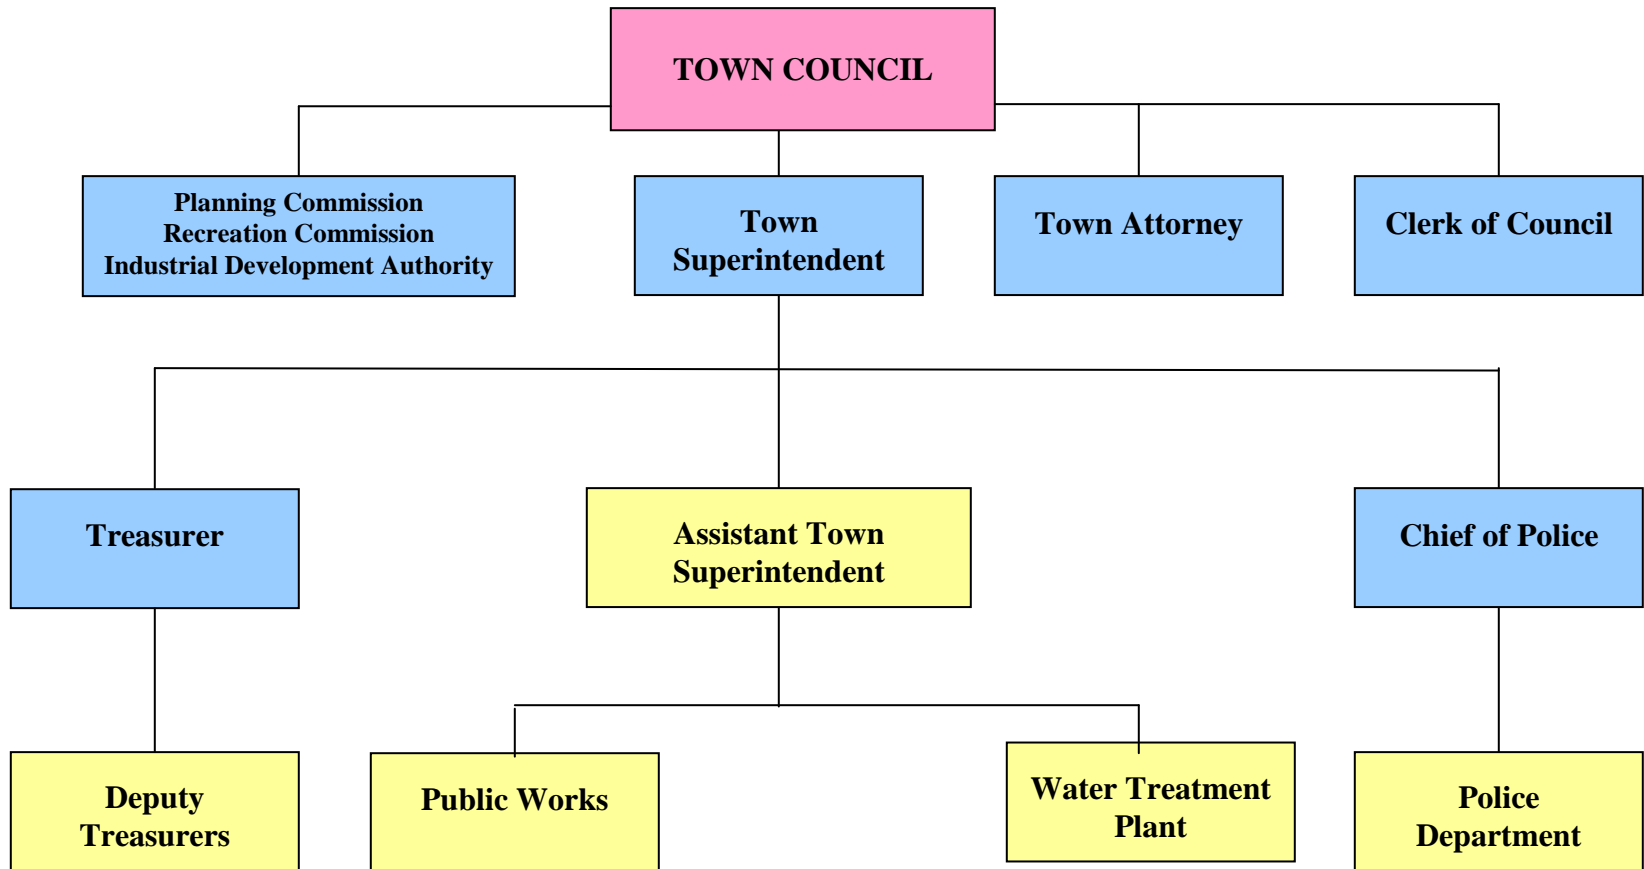 TOWN COUNCIL
Planning Commission
Recreation Commission
Industrial Development Authority
Town
Superintendent
Town Attorney
Clerk of Council
Treasurer
Assistant Town
Superintendent
Chief of Police
Deputy
Treasurers
Public Works
Water Treatment
Plant
Police
Department